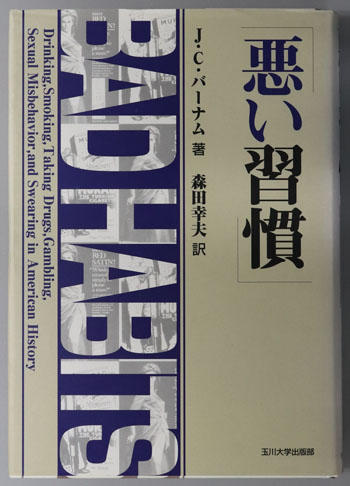 「悪い習慣」
J・C・バーナム 著
森田幸夫 訳
BAD HABITS
Drinking, Smoking, Taking Drugs, Gambling,
Sexual Misbehavior, and Swearing in American History
玉川大学出版部